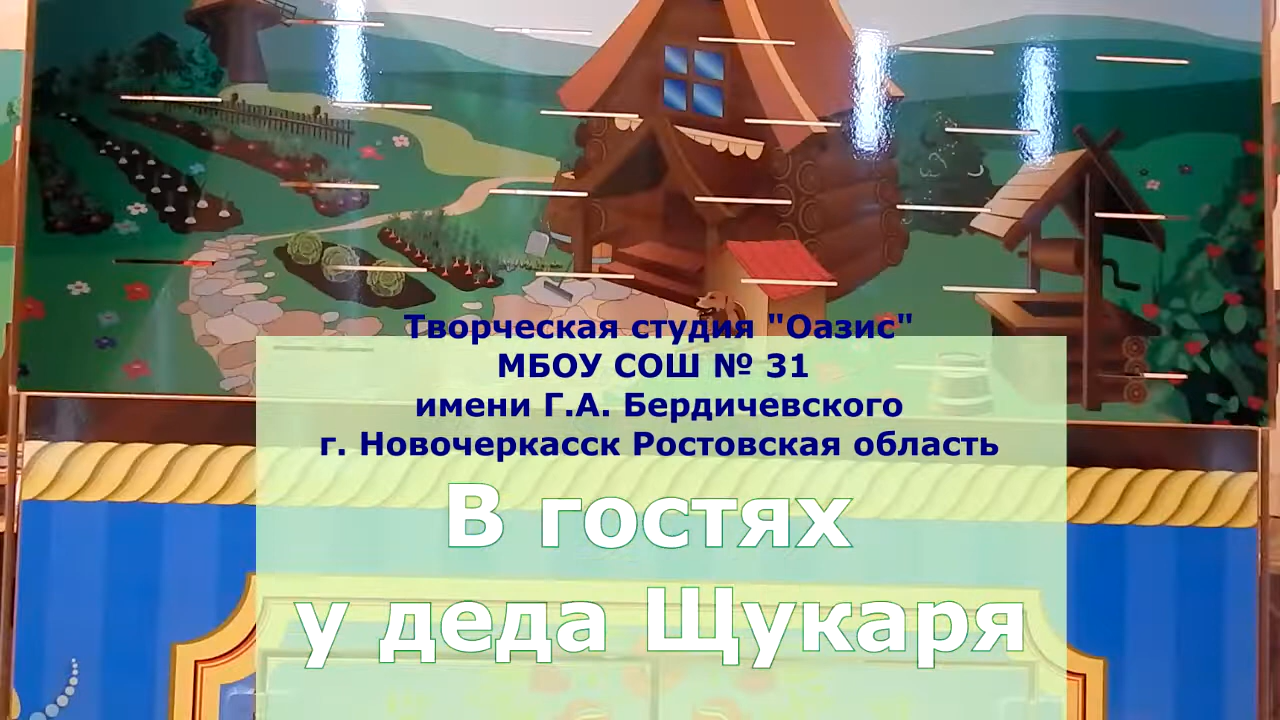 Творческая студия "Оазис"
МБОУ СОШ № 31
имени Г.А. Бердичевского
г. Новочеркасск Ростовская область
В гостях
у деда Щукаря